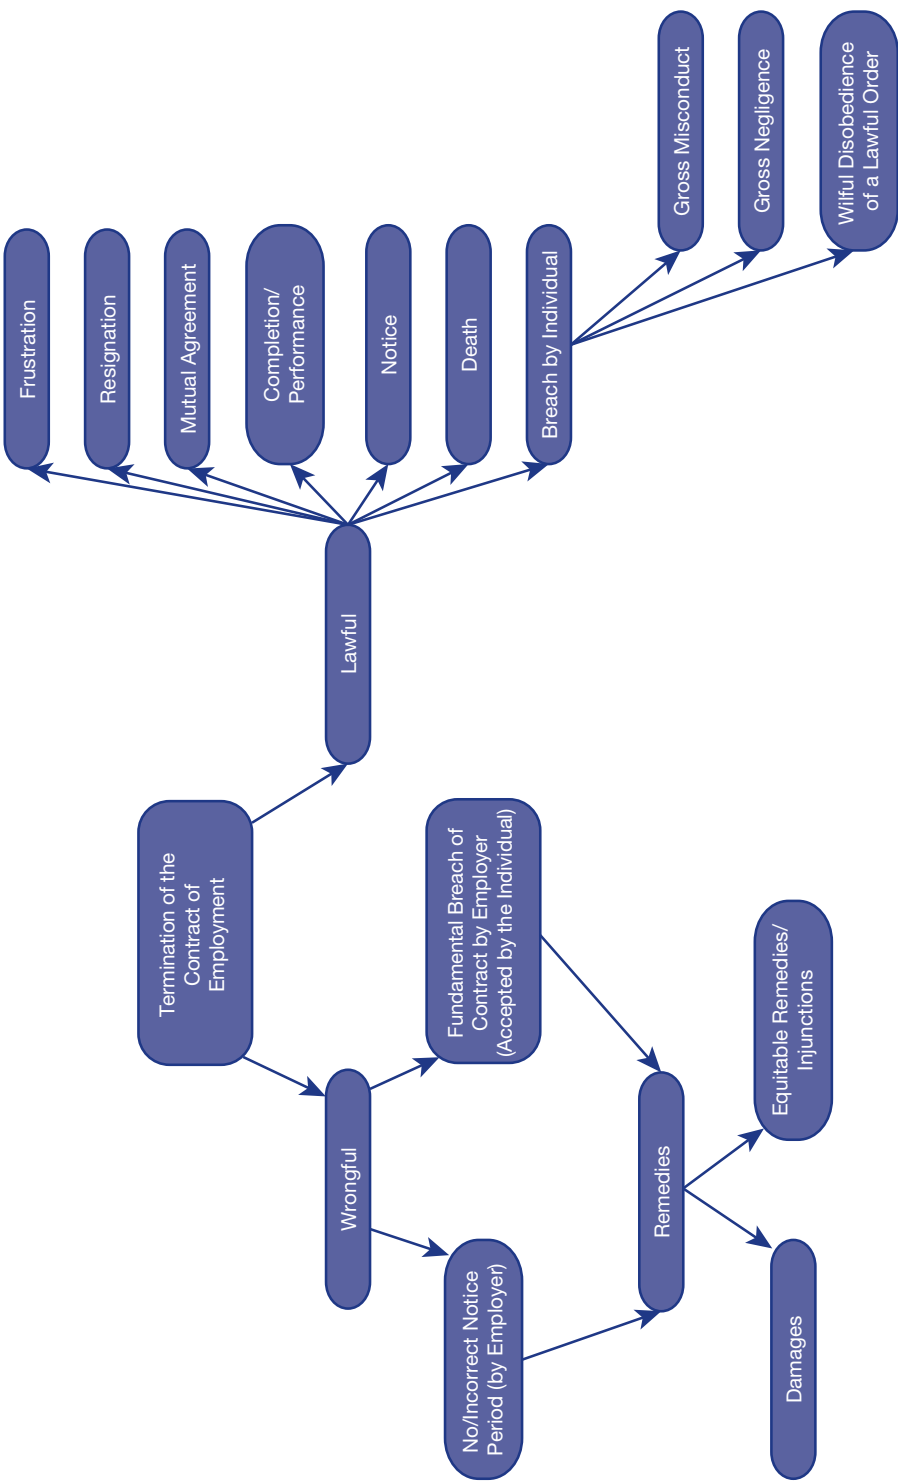 Termination of the
Contract of
Employment
Wrongful
Lawful
No/Incorrect Notice
Period (by Employer)
Fundamental Breach of
Contract by Employer
(Accepted by the Individual)
Remedies
Damages
Equitable Remedies/
Injunctions
Frustration
Resignation
Mutual Agreement
Completion/
Performance
Notice
Death
Breach by Individual
Gross Misconduct
Gross Negligence
Wilful Disobedience
of a Lawful Order